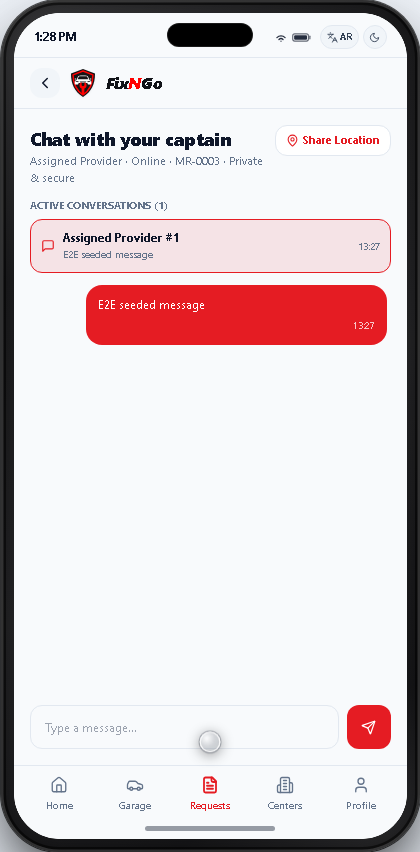 1:28 PM
AR
FixNGo
Chat with your captain
Share Location
Assigned Provider · Online · MR-0003 · Private
& secure
ACTIVE CONVERSATIONS (1)
Assigned Provider #1
E2E seeded message
13:27
E2E seeded message
13:27
Type a message...
Home
Garage
Requests
Centers
Profile